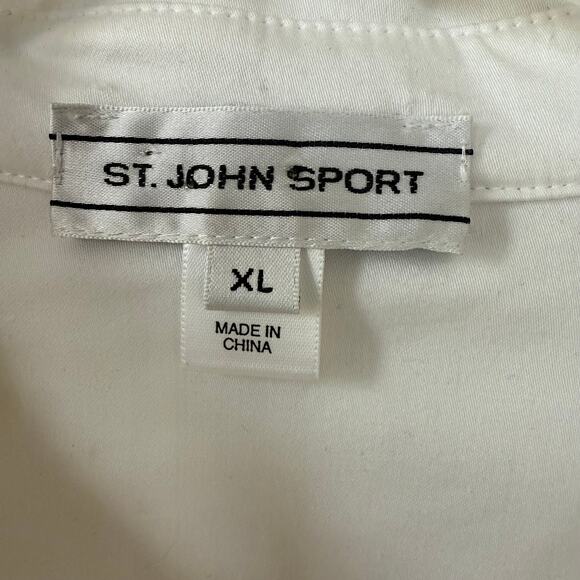 ST. JOHN SPORT
XL
MADE IN
CHINA